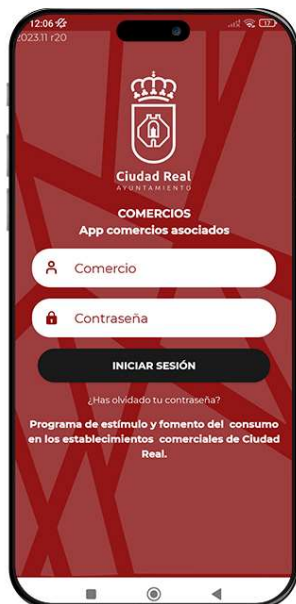 12:06
17
2023.11 r20
Ciudad Real
AYUNTAMIENTO
COMERCIOS
App comercios asociados
Comercio
Contraseña
INICIAR SESIÓN
¿Has olvidado tu contraseña?
Programa de estímulo y fomento del consumo
en los establecimientos comerciales de Ciudad
Real.